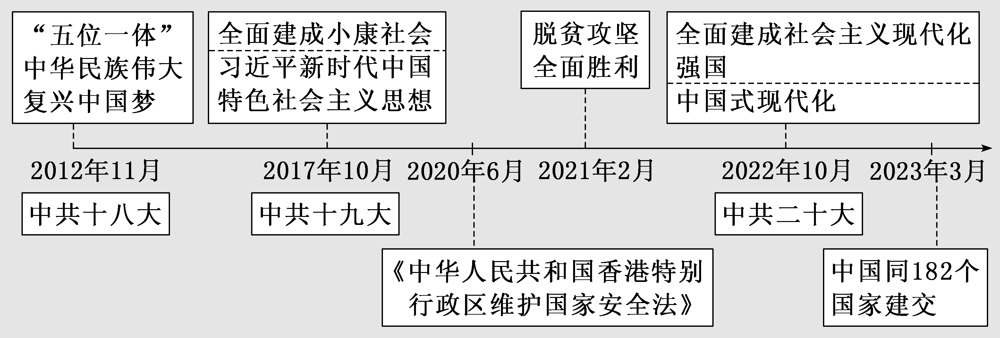 “五位一体”
中华民族伟大
复兴中国梦
全面建成小康社会
习近平新时代中国
特色社会主义思想
脱贫攻坚
全面胜利
全面建成社会主义现代化
强国
中国式现代化
2012年11月
2017年10月
2020年6月
2021年2月
2022年10月
2023年3月
中共十八大
中共十九大
中共二十大
《中华人民共和国香港特别
行政区维护国家安全法》
中国同182个
国家建交